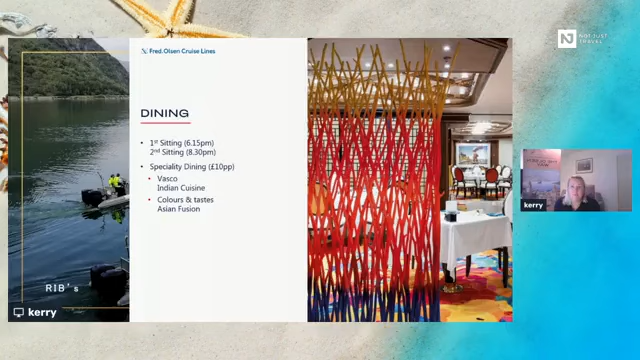 NOT JUST
TRAVEL
Fred. Olsen Cruise Lines
DINING
• 1st Sitting (6.15pm)
2nd Sitting (8.30pm)
• Speciality Dining (£10pp)
• Vasco
Indian Cuisine
• Colours & tastes
Asian Fusion
RIB's
kerry
kerry